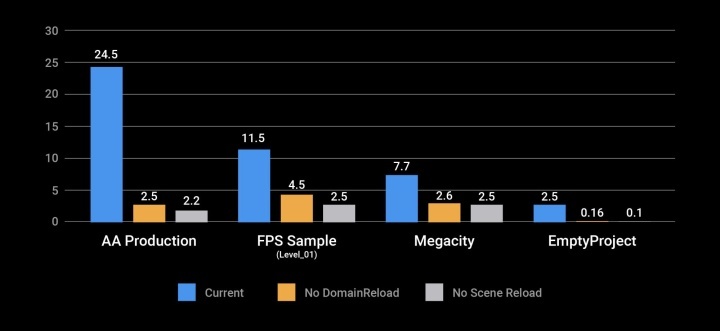 30
25
20
15
10
5
0
24.5
2.5
2.2
11.5
4.5
2.5
7.7
2.6
2.5
2.5
0.16
0.1
AA Production
FPS Sample
(Level_01)
Megacity
EmptyProject
Current
No DomainReload
No Scene Reload